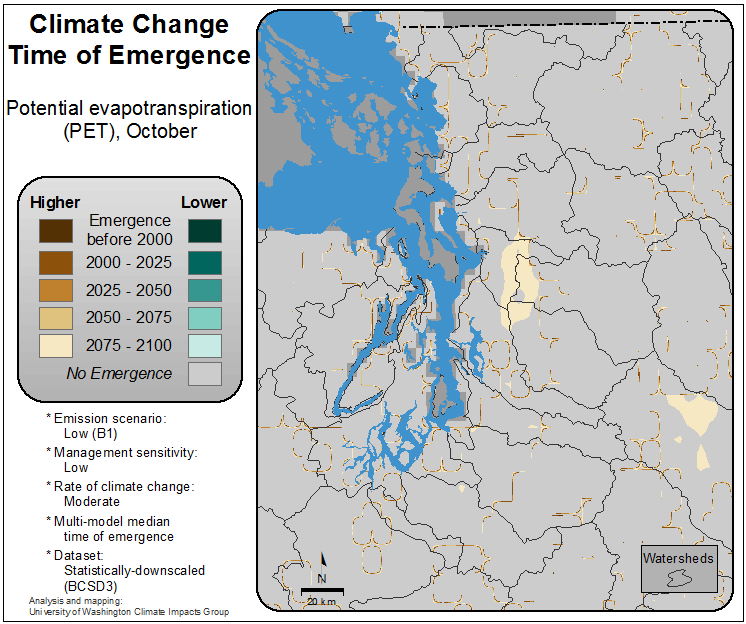 Climate Change
Time of Emergence
Potential evapotranspiration
(PET), October
Higher
Lower
Emergence
before 2000
2000 - 2025
2025 - 2050
2050 - 2075
2075 - 2100
No Emergence
* Emission scenario:
Low (B1)
* Management sensitivity:
Low
* Rate of climate change:
Moderate
* Multi-model median
time of emergence
* Dataset:
Statistically-downscaled
(BCSD3)
Analysis and mapping:
University of Washington Climate Impacts Group
N
20 km
Watersheds